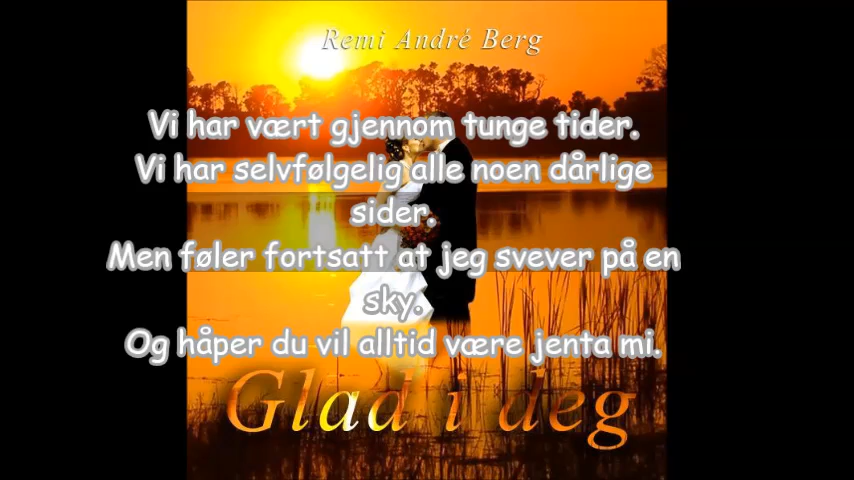 Remi André Berg
Vi har vært gjennom tunge tider.
Vi har selvfølgelig alle noen dårlige
sider.
Men føler fortsatt at jeg svever på en
sky.
Og håper du vil alltid være jenta mi.
Glad i deg